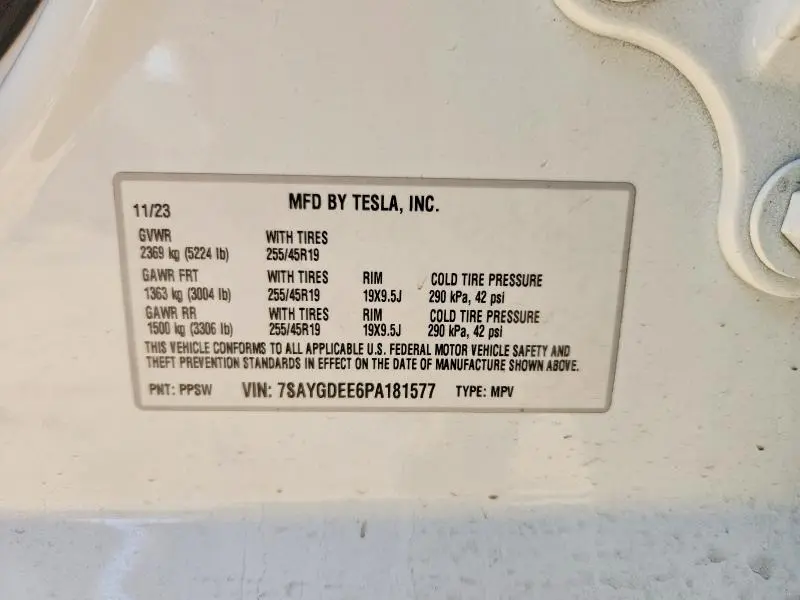 MFD BY TESLA, INC.
11/23
GVWR WITH TIRES
2369 kg (5224 lb) 255/45R19
GAWR FRT WITH TIRES RIM COLD TIRE PRESSURE
1363 kg (3004 lb) 255/45R19 19X9.5J 290 kPa, 42 psi
GAWR RR WITH TIRES RIM COLD TIRE PRESSURE
1500 kg (3306 lb) 255/45R19 19X9.5J 290 kPa, 42 psi
THIS VEHICLE CONFORMS TO ALL APPLICABLE U.S. FEDERAL MOTOR VEHICLE SAFETY AND
THEFT PREVENTION STANDARDS IN EFFECT ON THE DATE OF MANUFACTURE SHOWN ABOVE.
PNT: PPSW VIN: 7SAYGDEE6PA181577 TYPE: MPV